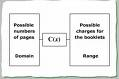 Possible
numbers
of pages
Domain
C(x)
Possible
charges for
the booklets
Range